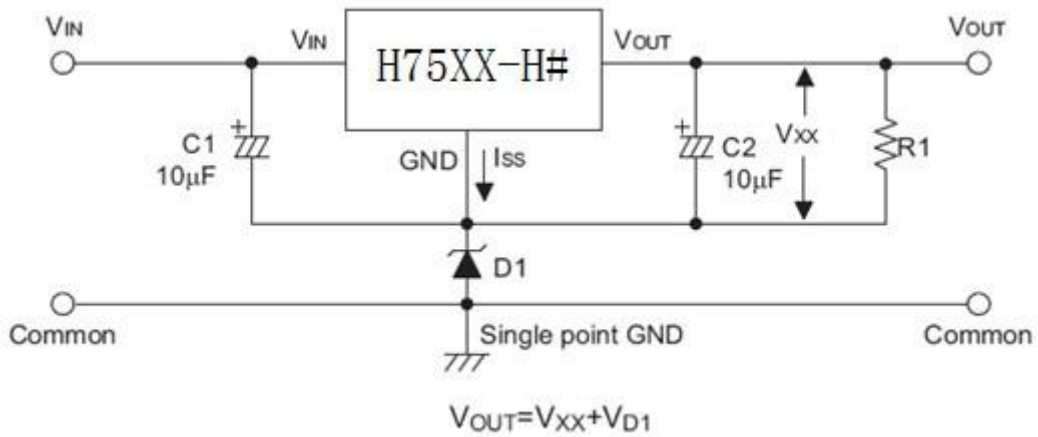 VIN
VIN
H75XX-H#
VOUT
VOUT
C1
10μF
GND
ISS
C2
10μF
VXX
R1
D1
Common
Single point GND
Common
VOUT=VXX+VD1